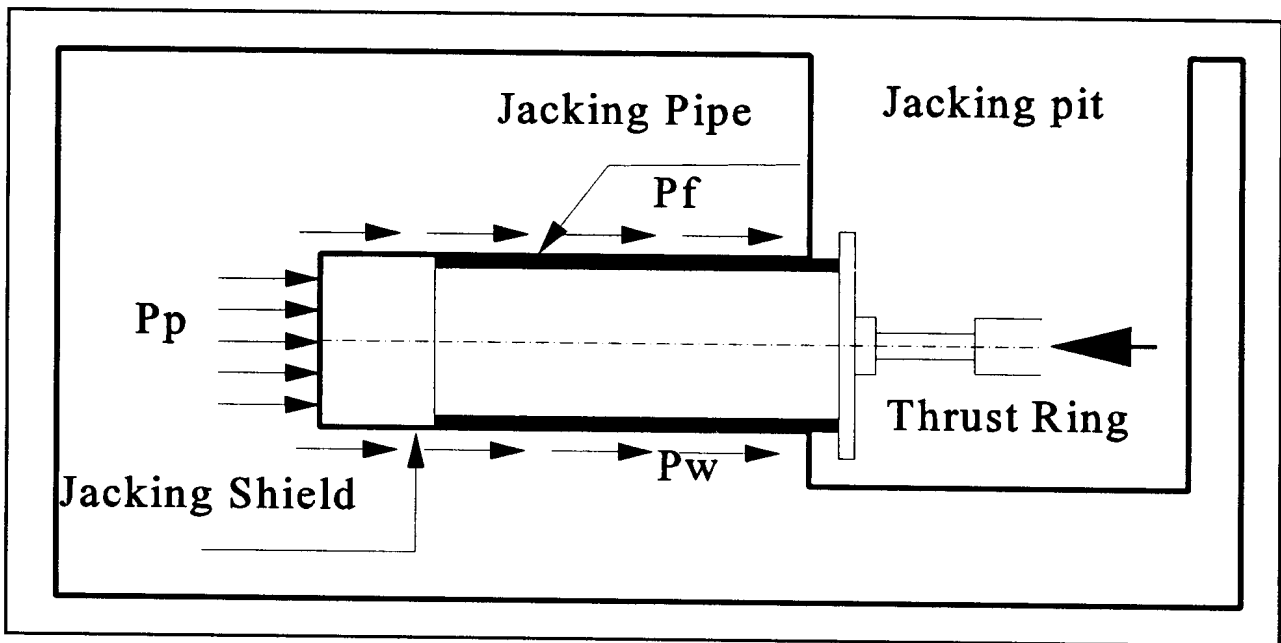 Jacking Pipe
Jacking pit
Pf
Pp
Thrust Ring
Pw
Jacking Shield